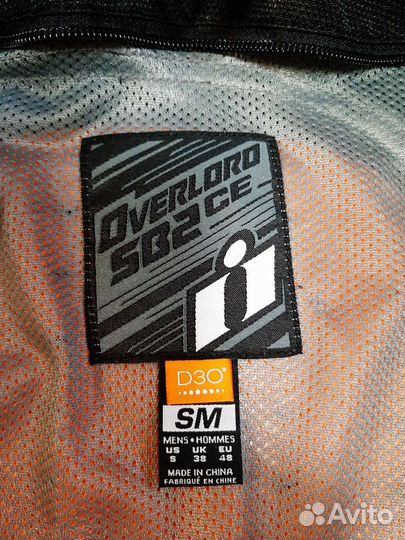 OVERLORD
SB2 CE
i
D3O®
SM
MENS • HOMMES
US UK EU
S 38 48
MADE IN CHINA
FABRIQUÉ EN CHINE
Avito